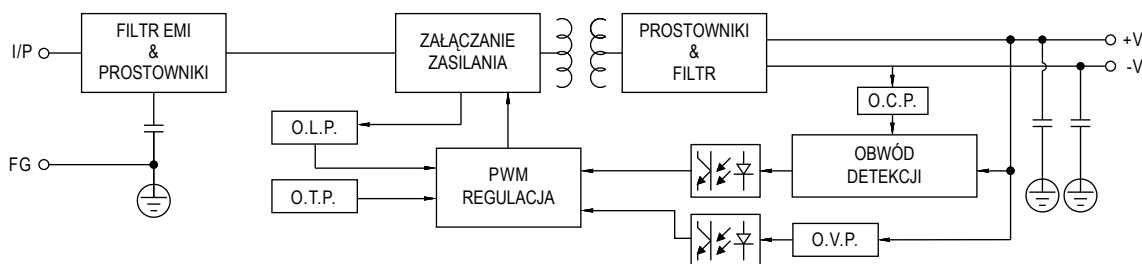 I/P
FILTR EMI
&
PROSTOWNIKI
ZAŁĄCZANIE
ZASILANIA
PROSTOWNIKI
&
FILTR
+V
-V
O.C.P.
O.L.P.
FG
PWM
REGULACJA
OBWÓD
DETEKCJI
O.T.P.
O.V.P.